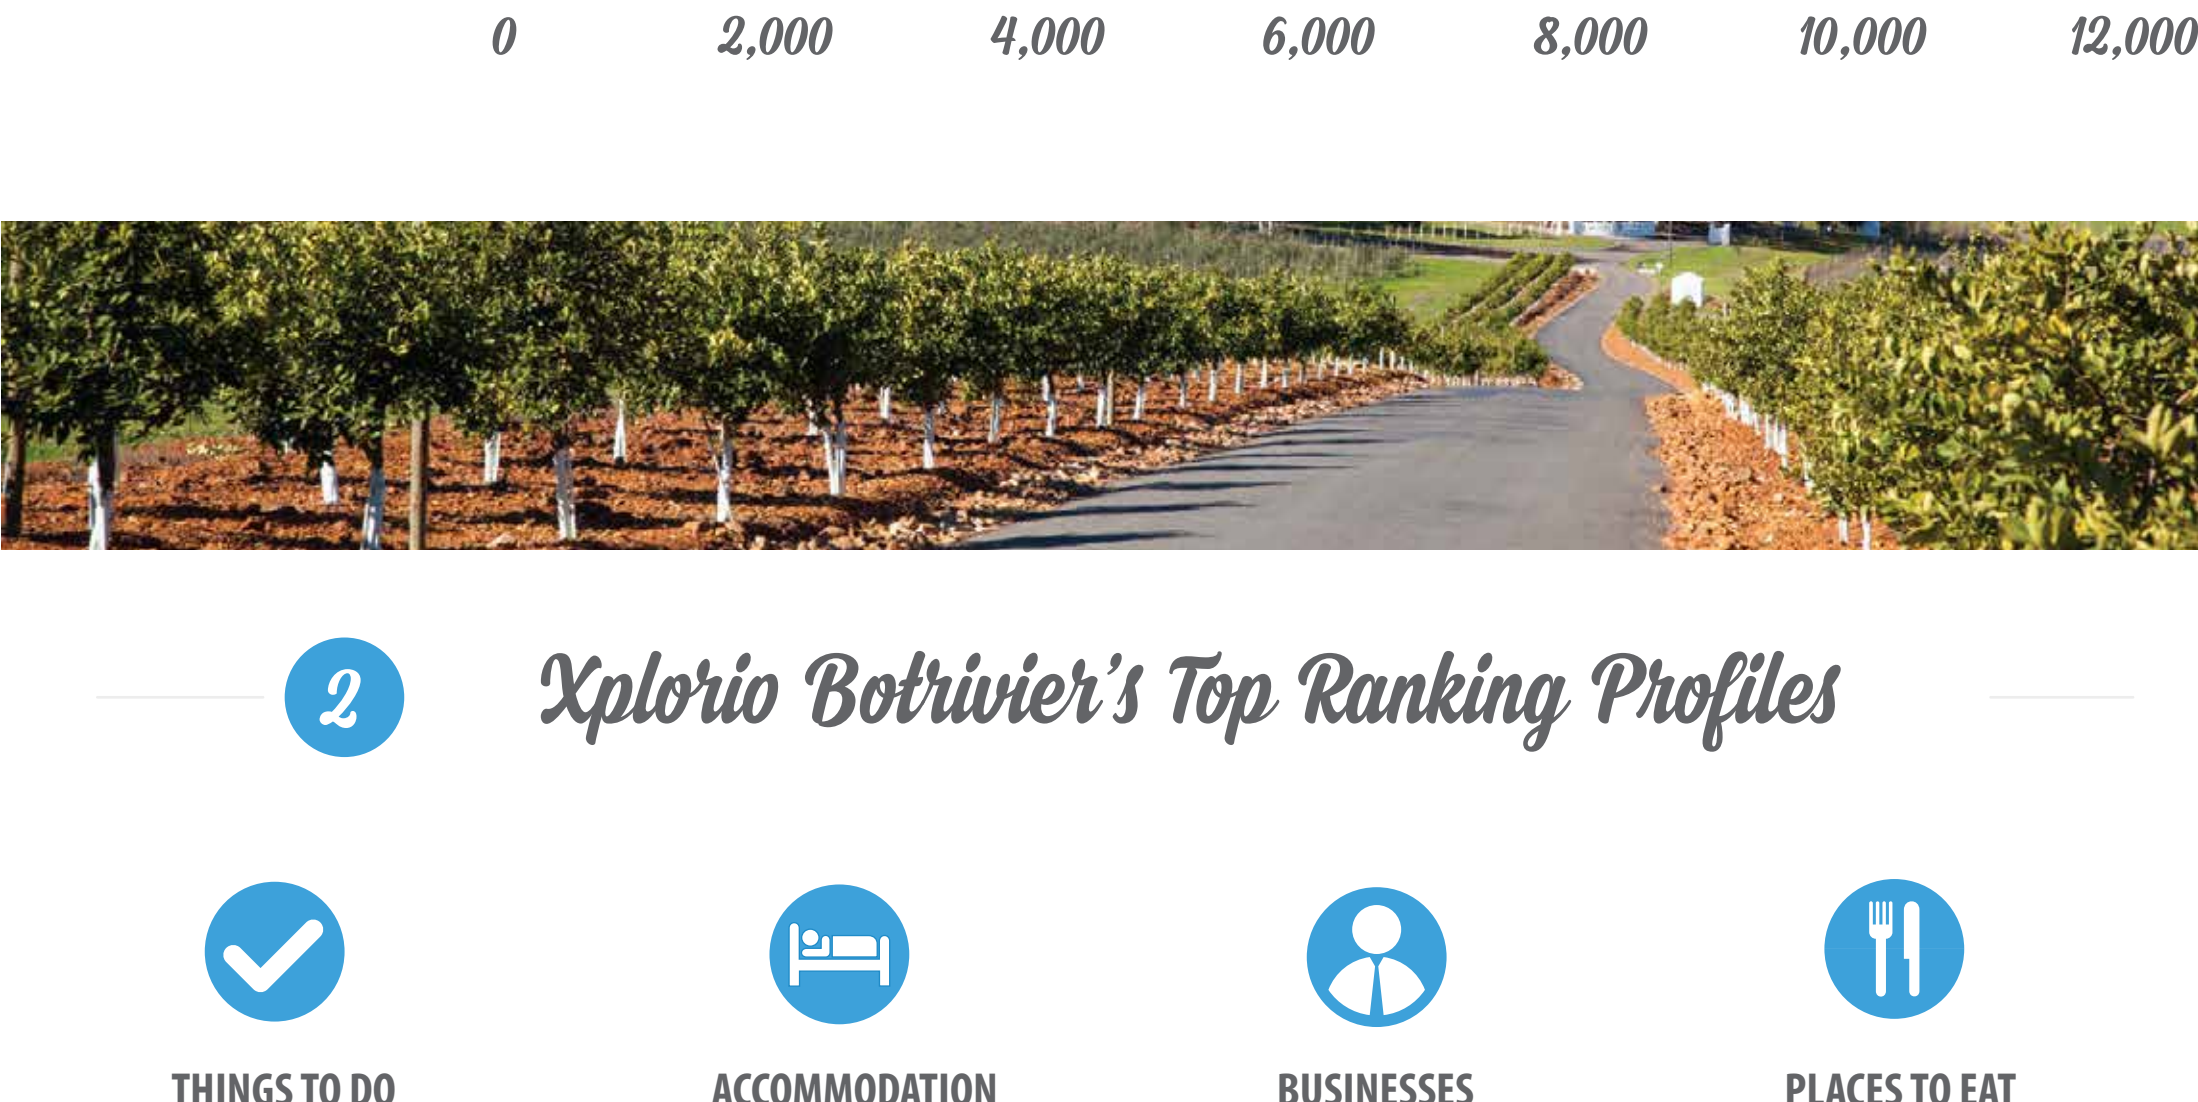 0 2,000 4,000 6,000 8,000 10,000 12,000
2 Xplorio Botrivier's Top Ranking Profiles
THINGS TO DO ACCOMMODATION BUSINESSES PLACES TO EAT